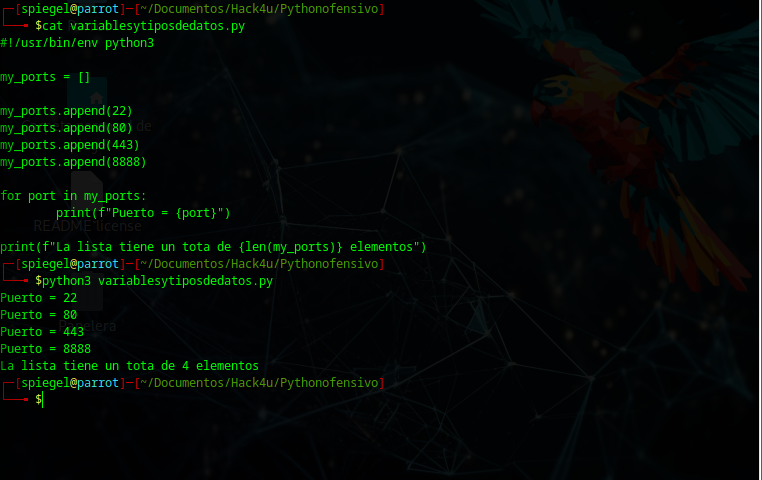 ┌─[spiegel@parrot]─[~/Documentos/Hack4u/Pythonofensivo]
└──╼ $cat variablesytiposdedatos.py
#!/usr/bin/env python3
my_ports = []
my_ports.append(22)
my_ports.append(80)
my_ports.append(443)
my_ports.append(8888)
for port in my_ports:
        print(f"Puerto = {port}")
README license
print(f"La lista tiene un tota de {len(my_ports)} elementos")
┌─[spiegel@parrot]─[~/Documentos/Hack4u/Pythonofensivo]
└──╼ $python3 variablesytiposdedatos.py
Puerto = 22
Puerto = 80
Puerto = 443
Puerto = 8888
La lista tiene un tota de 4 elementos
┌─[spiegel@parrot]─[~/Documentos/Hack4u/Pythonofensivo]
└──╼ $